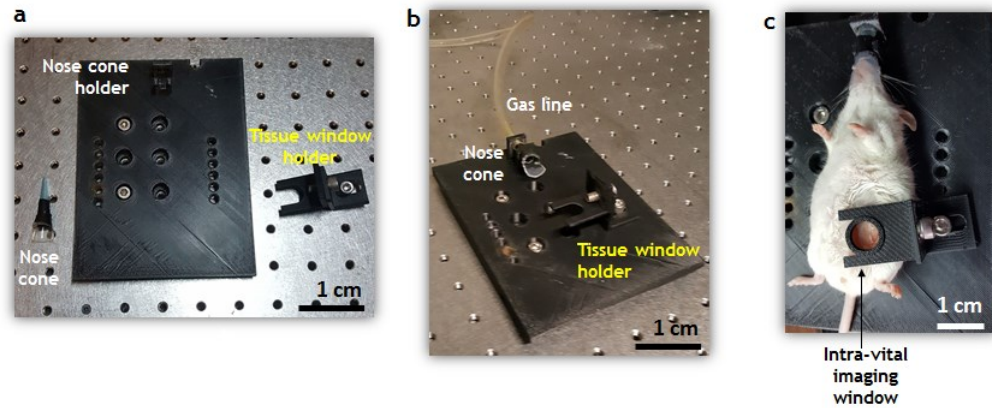 a
Nose cone
holder
Tissue window
holder
Nose
cone
1 cm
b
Gas line
Nose
cone
Tissue window
holder
1 cm
c
1 cm
Intra-vital
imaging
window